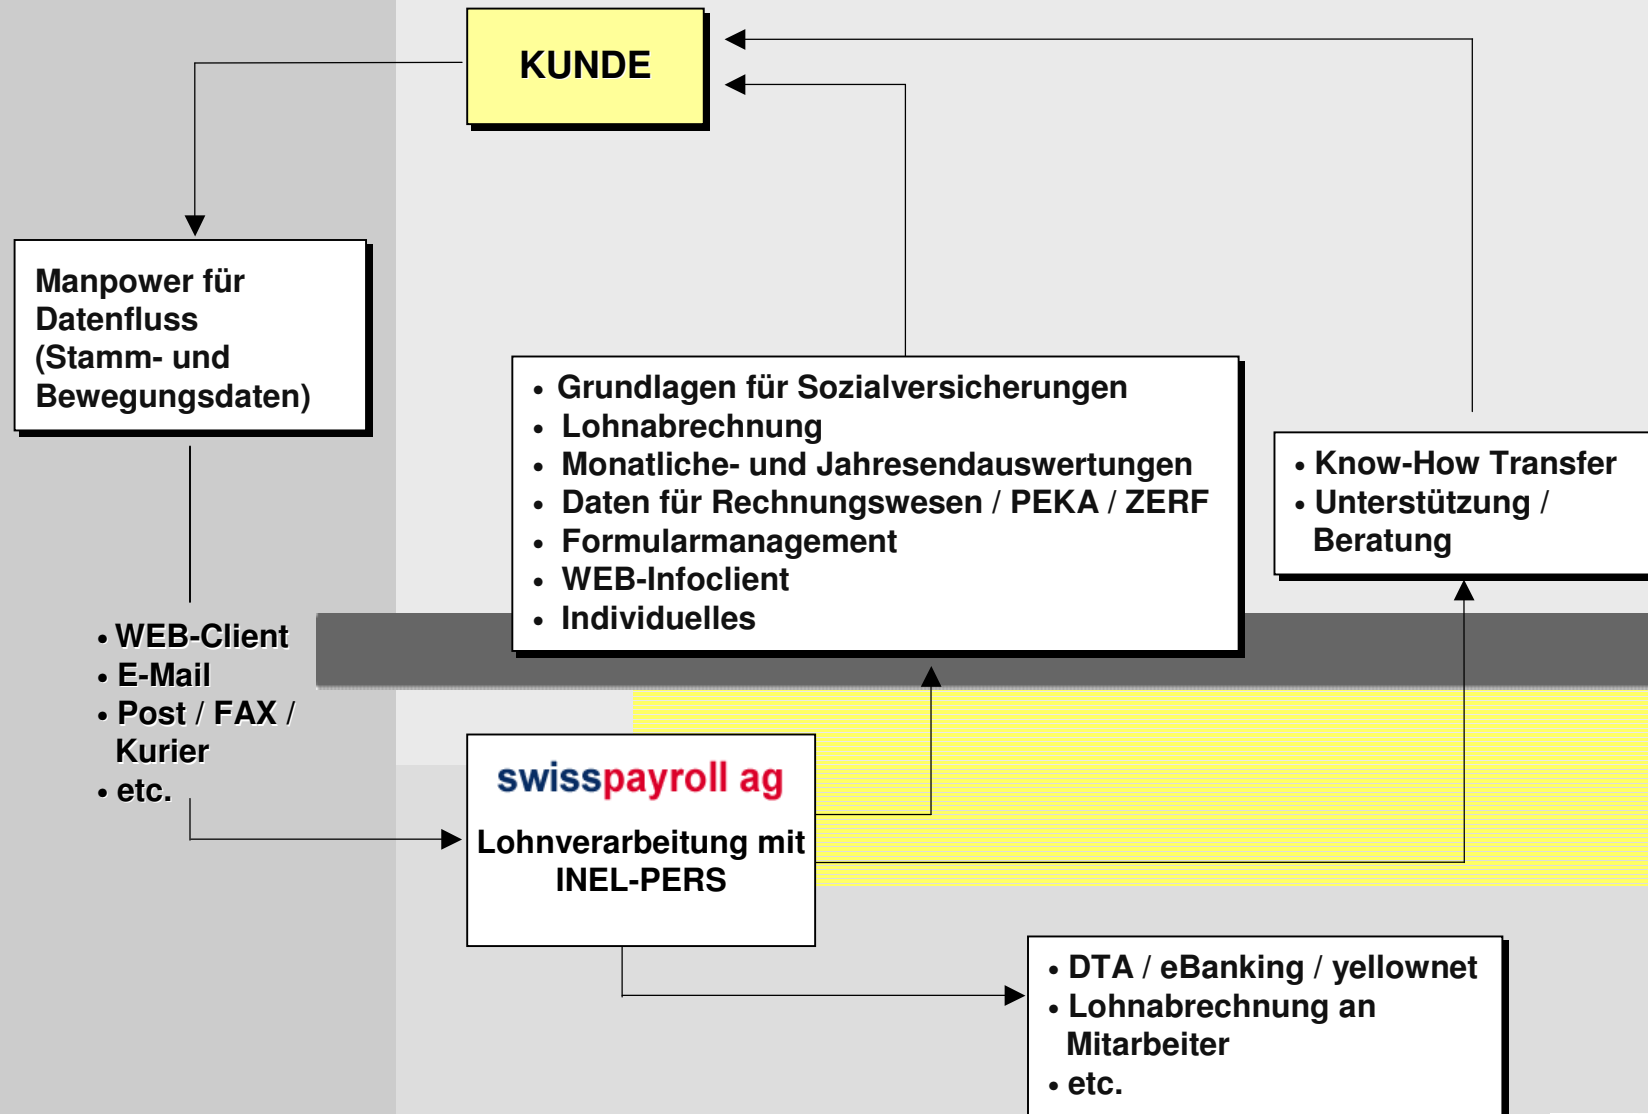 KUNDE
Manpower für
Datenfluss
(Stamm- und
Bewegungsdaten)
• Grundlagen für Sozialversicherungen
• Lohnabrechnung
• Monatliche- und Jahresendauswertungen
• Daten für Rechnungswesen / PEKA / ZERF
• Formularmanagement
• WEB-Infoclient
• Individuelles
• Know-How Transfer
• Unterstützung /
Beratung
• WEB-Client
• E-Mail
• Post / FAX /
Kurier
• etc.
swisspayroll ag
Lohnverarbeitung mit
INEL-PERS
• DTA / eBanking / yellownet
• Lohnabrechnung an
Mitarbeiter
• etc.